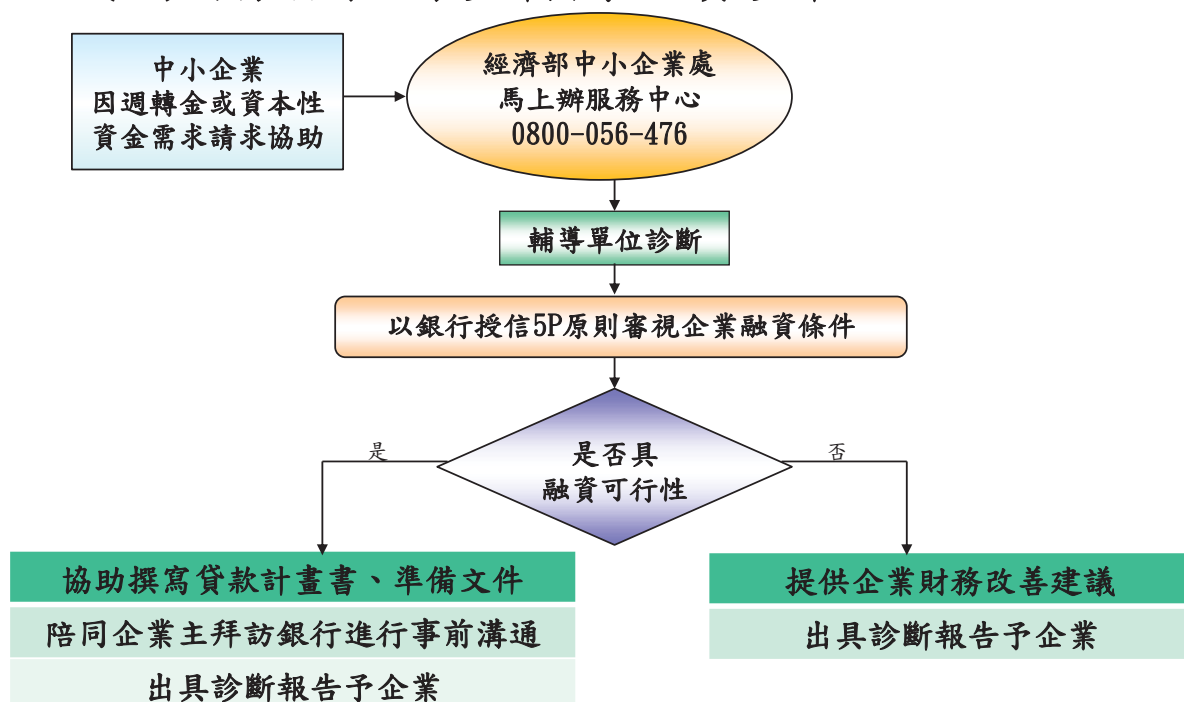 中小企業
因週轉金或資本性
資金需求請求協助
經濟部中小企業處
馬上辦服務中心
0800-056-476
輔導單位診斷
以銀行授信5P原則審視企業融資條件
是否具
融資可行性
是
否
協助撰寫貸款計畫書、準備文件
陪同企業主拜訪銀行進行事前溝通
出具診斷報告予企業
提供企業財務改善建議
出具診斷報告予企業